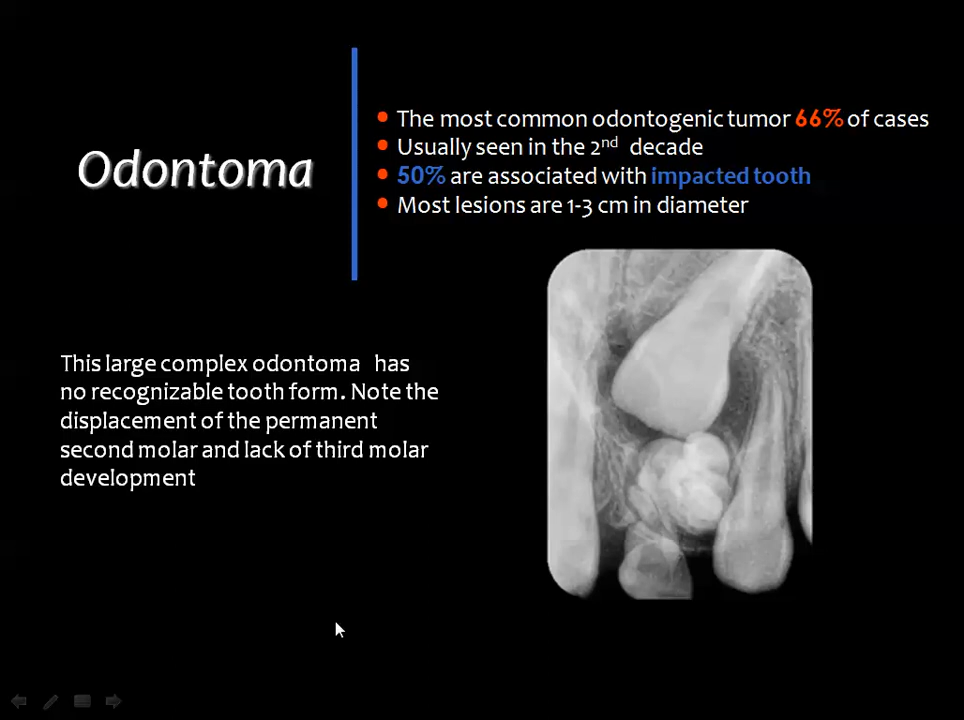 Odontoma
• The most common odontogenic tumor 66% of cases
• Usually seen in the 2nd decade
• 50% are associated with impacted tooth
• Most lesions are 1-3 cm in diameter
This large complex odontoma has
no recognizable tooth form. Note the
displacement of the permanent
second molar and lack of third molar
development